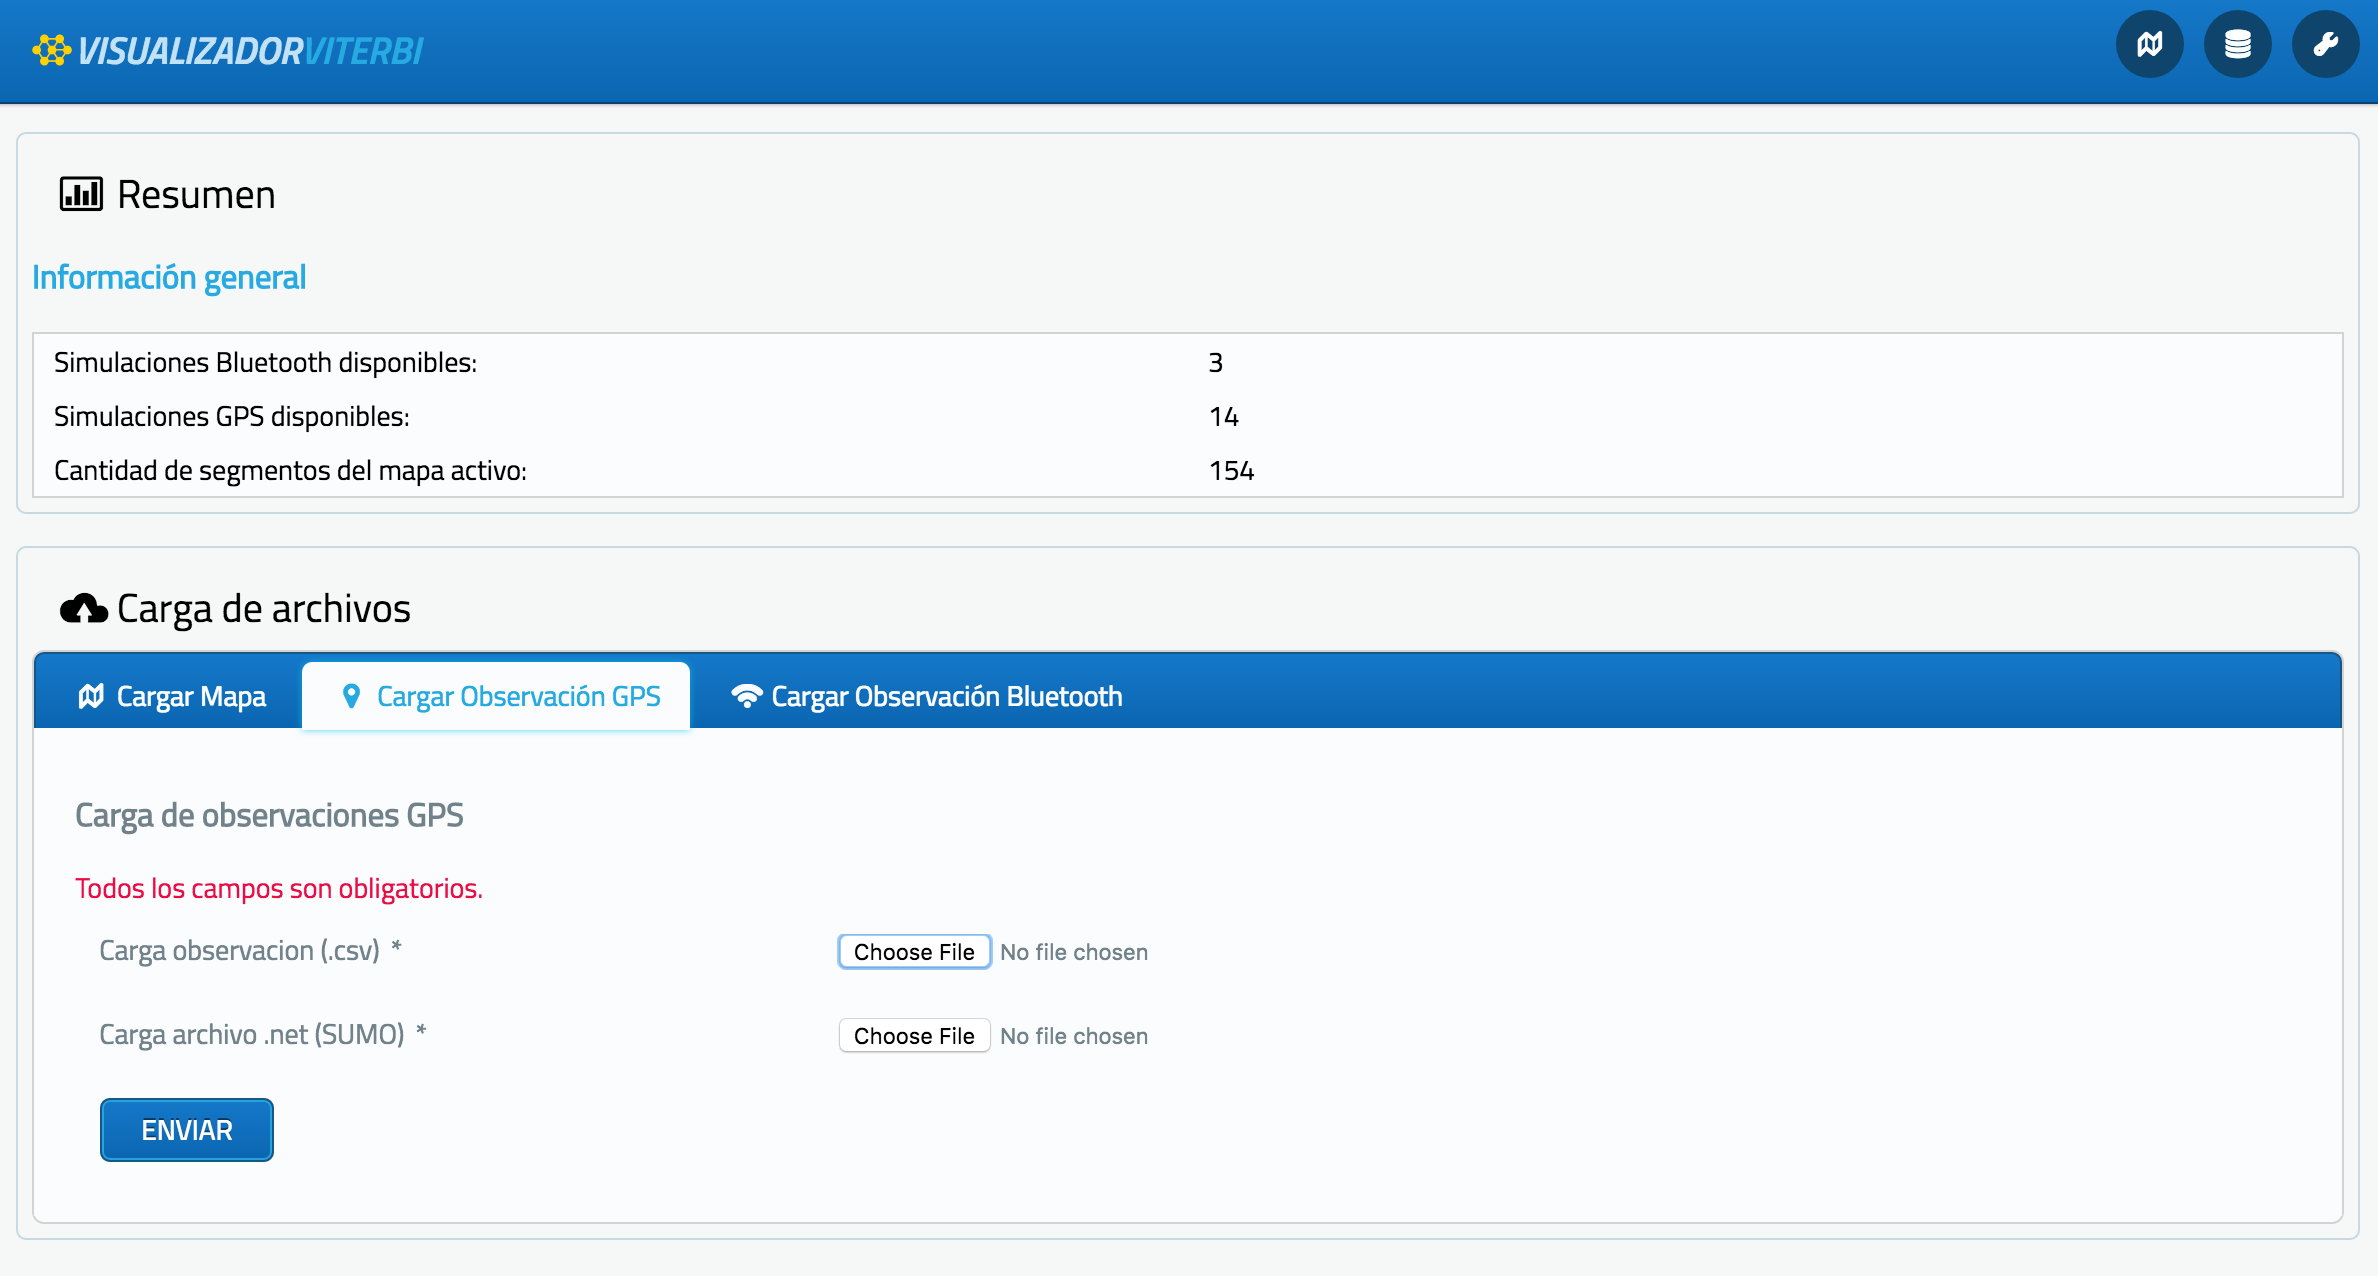 VISUALIZADORVITERBI
Resumen
Información general
Simulaciones Bluetooth disponibles: 3
Simulaciones GPS disponibles: 14
Cantidad de segmentos del mapa activo: 154
Carga de archivos
Cargar Mapa Cargar Observación GPS Cargar Observación Bluetooth
Carga de observaciones GPS
Todos los campos son obligatorios.
Carga observacion (.csv) * Choose File No file chosen
Carga archivo .net (SUMO) * Choose File No file chosen
ENVIAR